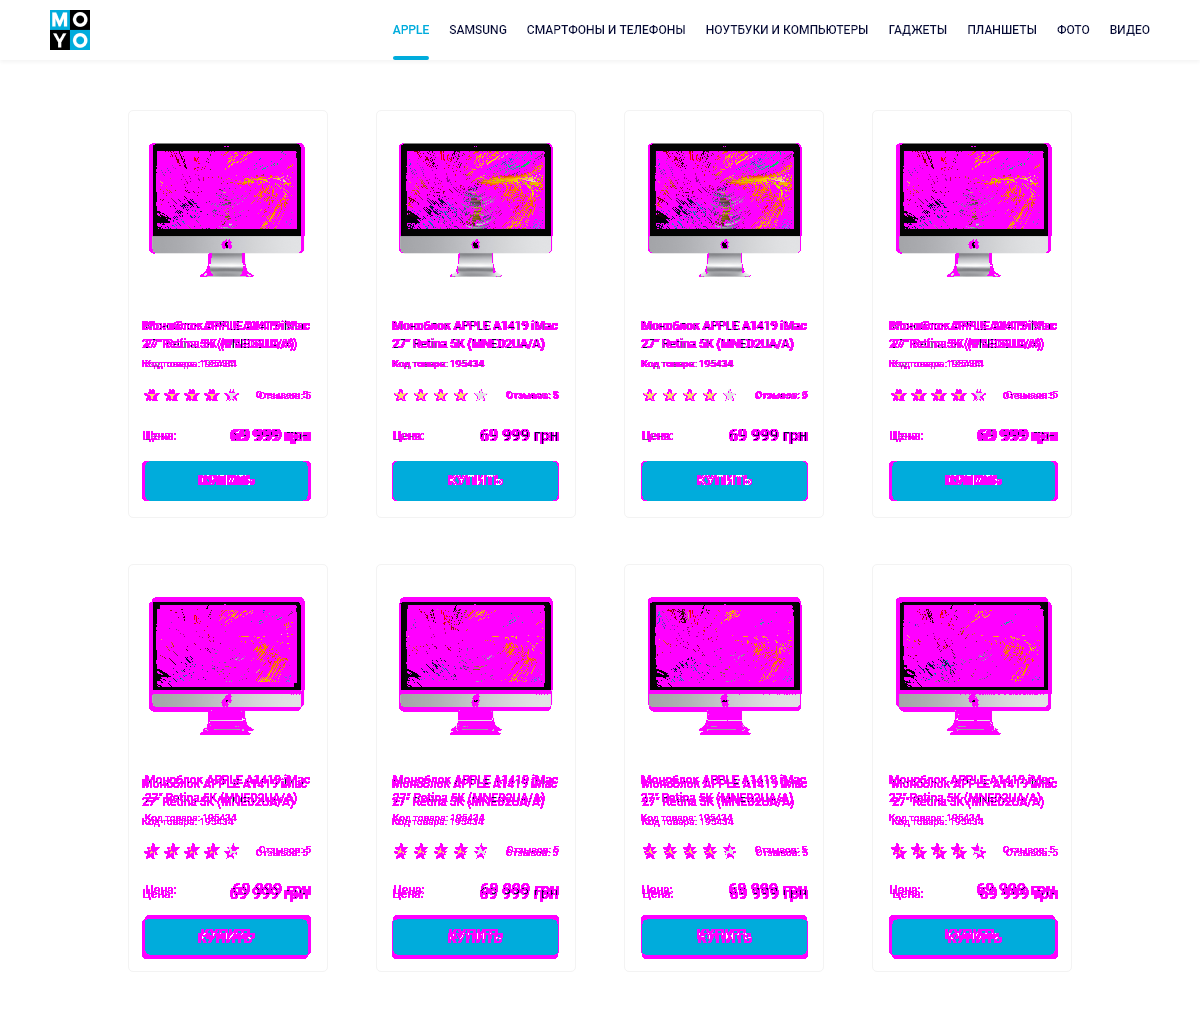 MOYO
APPLE SAMSUNG СМАРТФОНЫ И ТЕЛЕФОНЫ НОУТБУКИ И КОМПЬЮТЕРЫ ГАДЖЕТЫ ПЛАНШЕТЫ ФОТО ВИДЕО
Моноблок APPLE A1419 iMac
27" Retina 5K (MNED2UA/A)
Код товара: 195434
Отзывов: 5
Цена: 69 999 грн
КУПИТЬ
Моноблок APPLE A1419 iMac
27" Retina 5K (MNED2UA/A)
Код товара: 195434
Отзывов: 5
Цена: 69 999 грн
КУПИТЬ
Моноблок APPLE A1419 iMac
27" Retina 5K (MNED2UA/A)
Код товара: 195434
Отзывов: 5
Цена: 69 999 грн
КУПИТЬ
Моноблок APPLE A1419 iMac
27" Retina 5K (MNED2UA/A)
Код товара: 195434
Отзывов: 5
Цена: 69 999 грн
КУПИТЬ
Моноблок APPLE A1419 iMac
27" Retina 5K (MNED2UA/A)
Код товара: 195434
Отзывов: 5
Цена: 69 999 грн
КУПИТЬ
Моноблок APPLE A1419 iMac
27" Retina 5K (MNED2UA/A)
Код товара: 195434
Отзывов: 5
Цена: 69 999 грн
КУПИТЬ
Моноблок APPLE A1419 iMac
27" Retina 5K (MNED2UA/A)
Код товара: 195434
Отзывов: 5
Цена: 69 999 грн
КУПИТЬ
Моноблок APPLE A1419 iMac
27" Retina 5K (MNED2UA/A)
Код товара: 195434
Отзывов: 5
Цена: 69 999 грн
КУПИТЬ